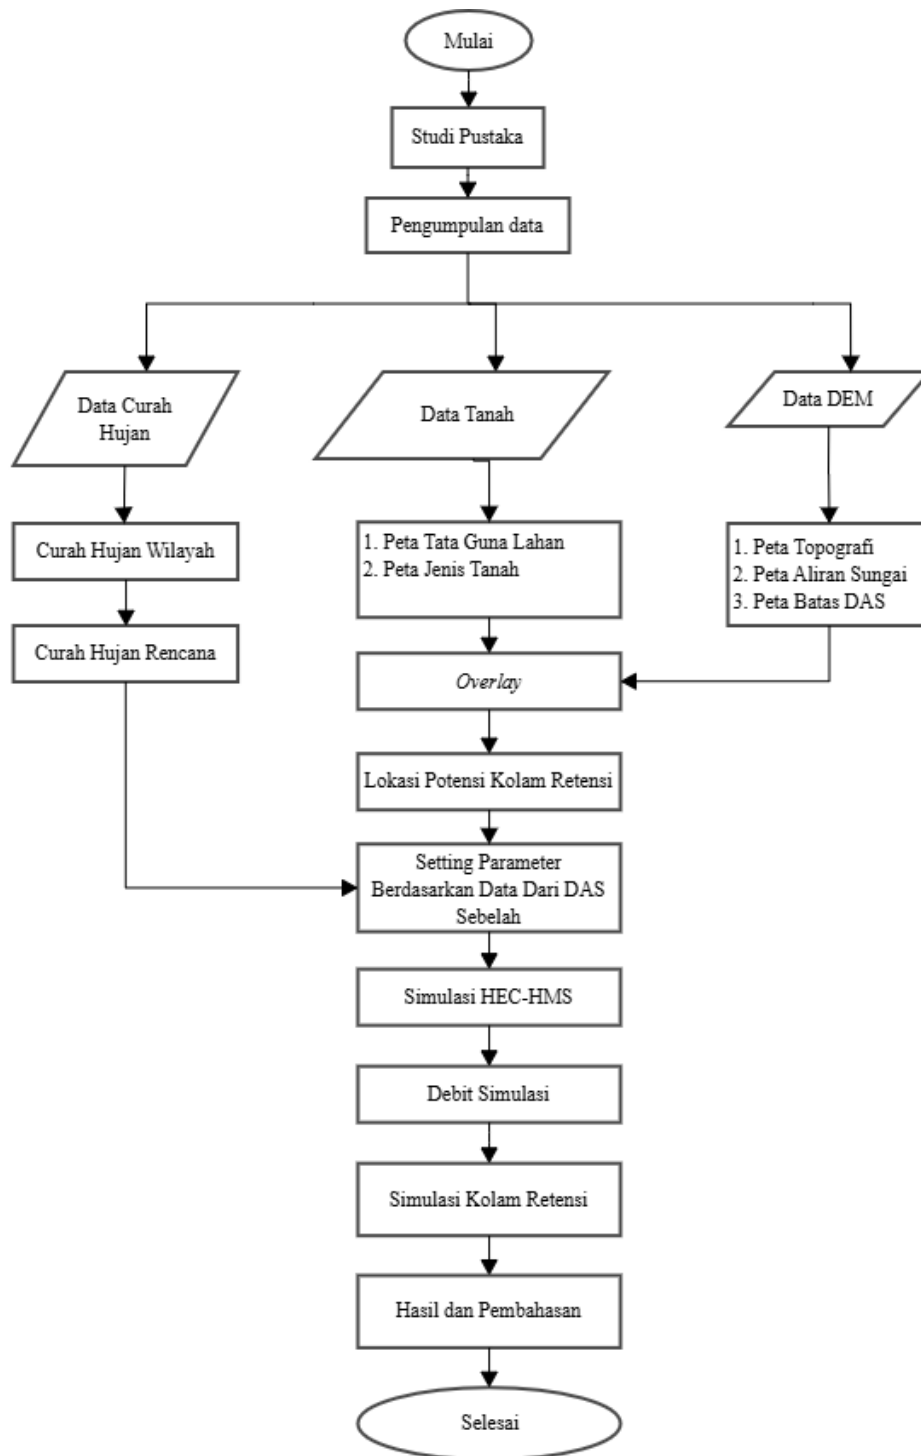 Mulai
Studi Pustaka
Pengumpulan data
Data Curah
Hujan
Data Tanah
Data DEM
Curah Hujan Wilayah
Curah Hujan Rencana
1. Peta Tata Guna Lahan
2. Peta Jenis Tanah
1. Peta Topografi
2. Peta Aliran Sungai
3. Peta Batas DAS
Overlay
Lokasi Potensi Kolam Retensi
Setting Parameter
Berdasarkan Data Dari DAS
Sebelah
Simulasi HEC-HMS
Debit Simulasi
Simulasi Kolam Retensi
Hasil dan Pembahasan
Selesai